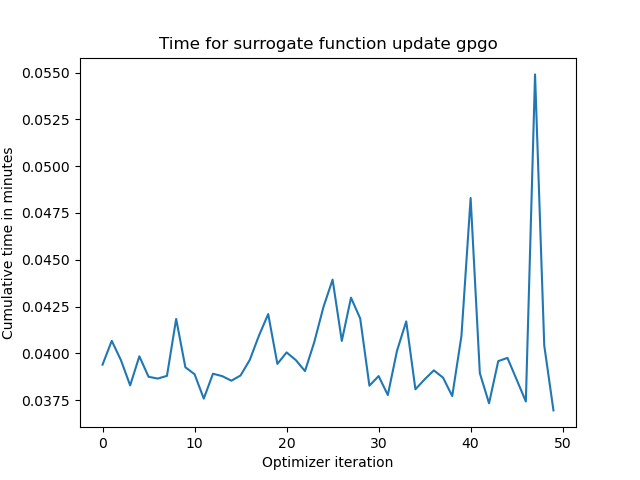 Time for surrogate function update gpgo
Cumulative time in minutes
0.0550
0.0525
0.0500
0.0475
0.0450
0.0425
0.0400
0.0375
0 10 20 30 40 50
Optimizer iteration